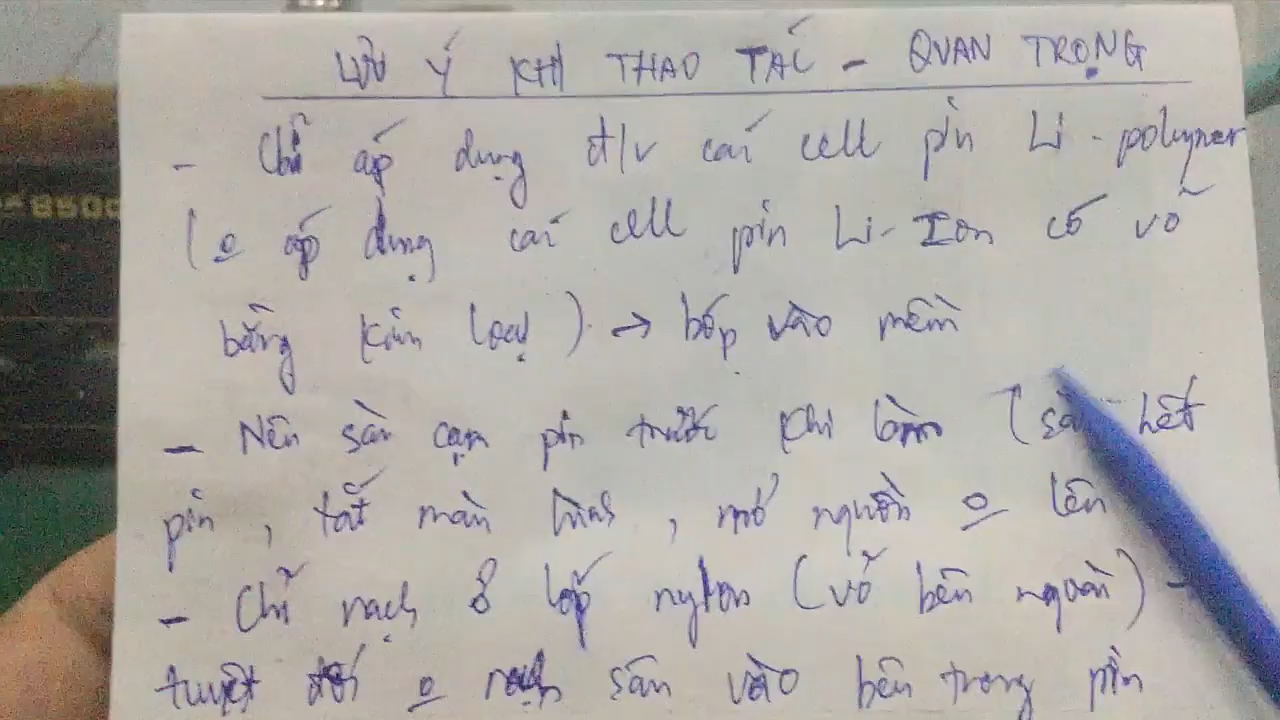 LƯU Ý KHI THAO TÁC - QUAN TRỌNG
- Chỉ áp dụng đ/v các cell pin Li-polymer
(o áp dụng các cell pin Li-Ion có vỏ
bằng kim loại) → bóp vào mềm
- Nên sài cạn pin trước khi làm (sài hết
pin, tắt màn hình, mở nguồn o lên
- Chỉ rạch ở lớp nylon (vỏ bên ngoài) -
tuyệt đối o rạch sâu vào bên trong pin
850